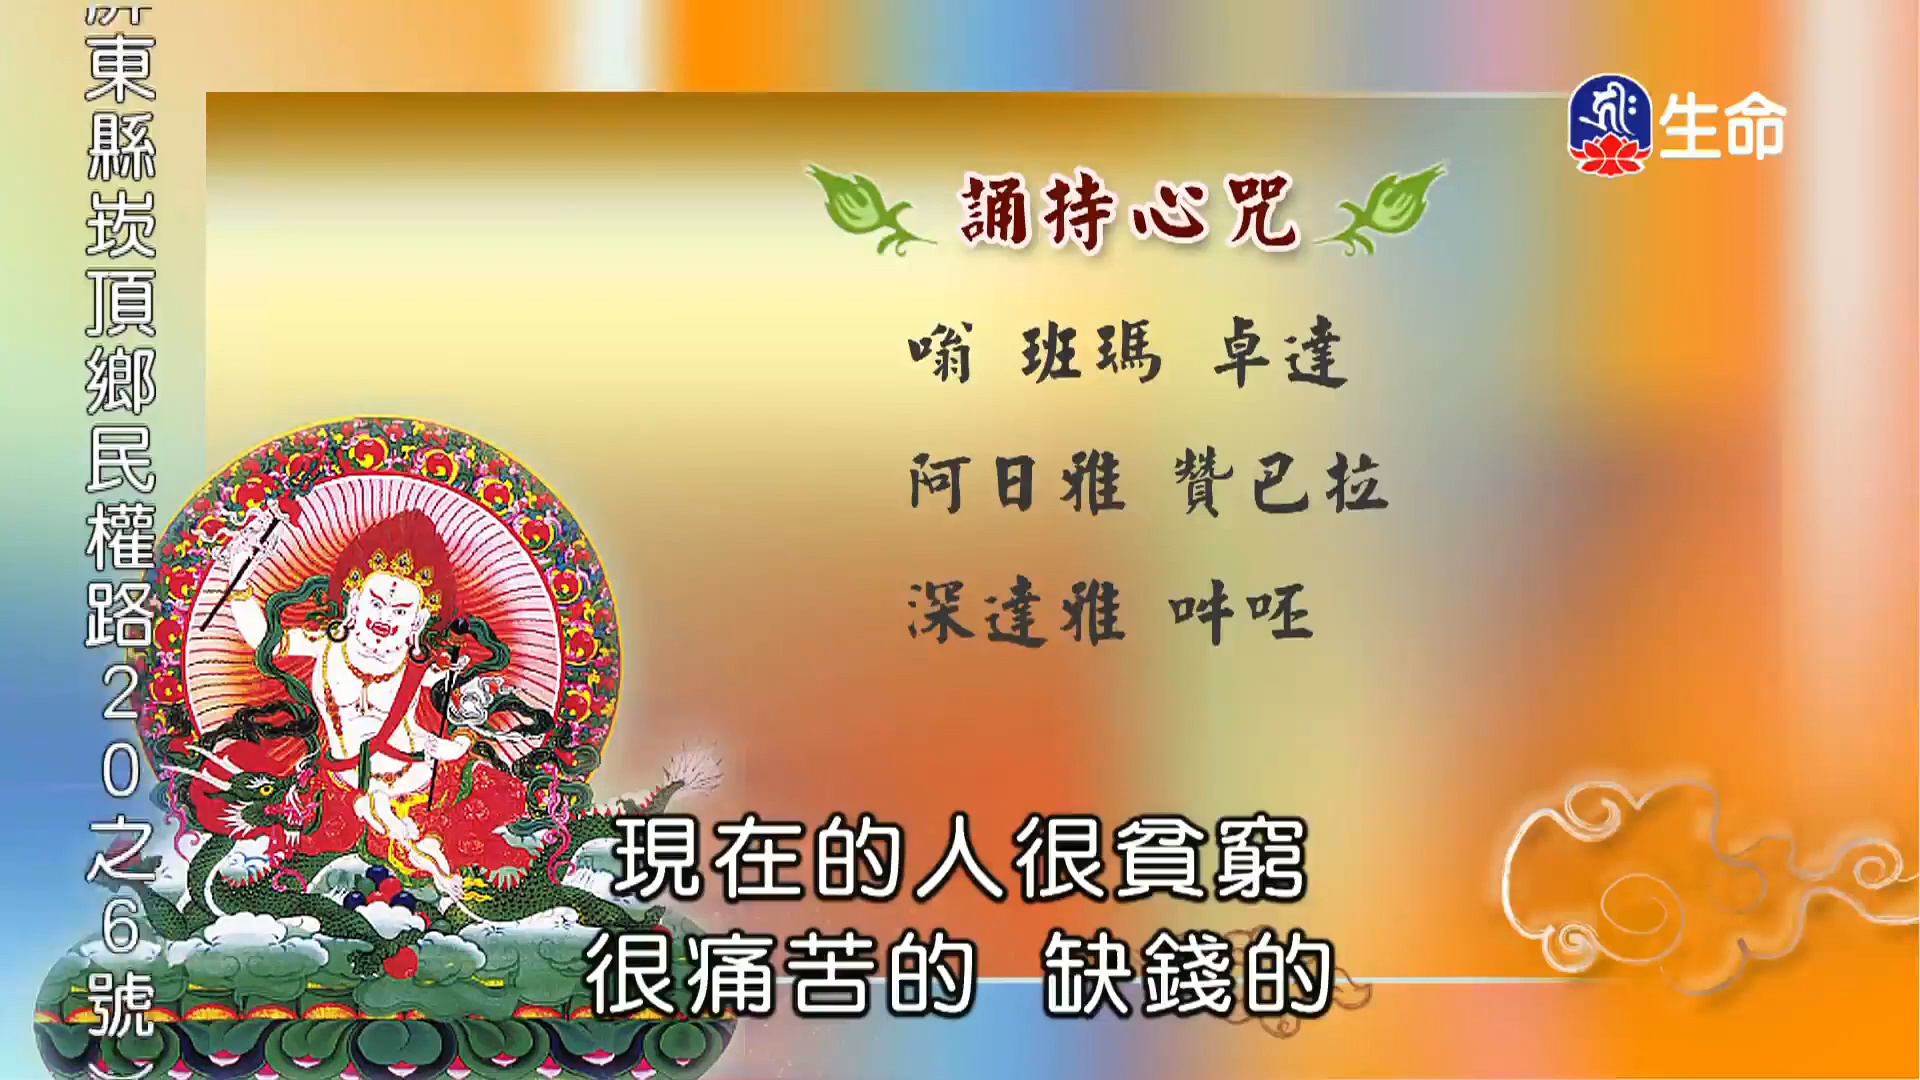 屏東縣崁頂鄉民權路20之6號）
生命
誦持心咒
嗡 班瑪 卓達
阿日雅 贊巴拉
深達雅 吽呸
現在的人很貧窮
很痛苦的 缺錢的